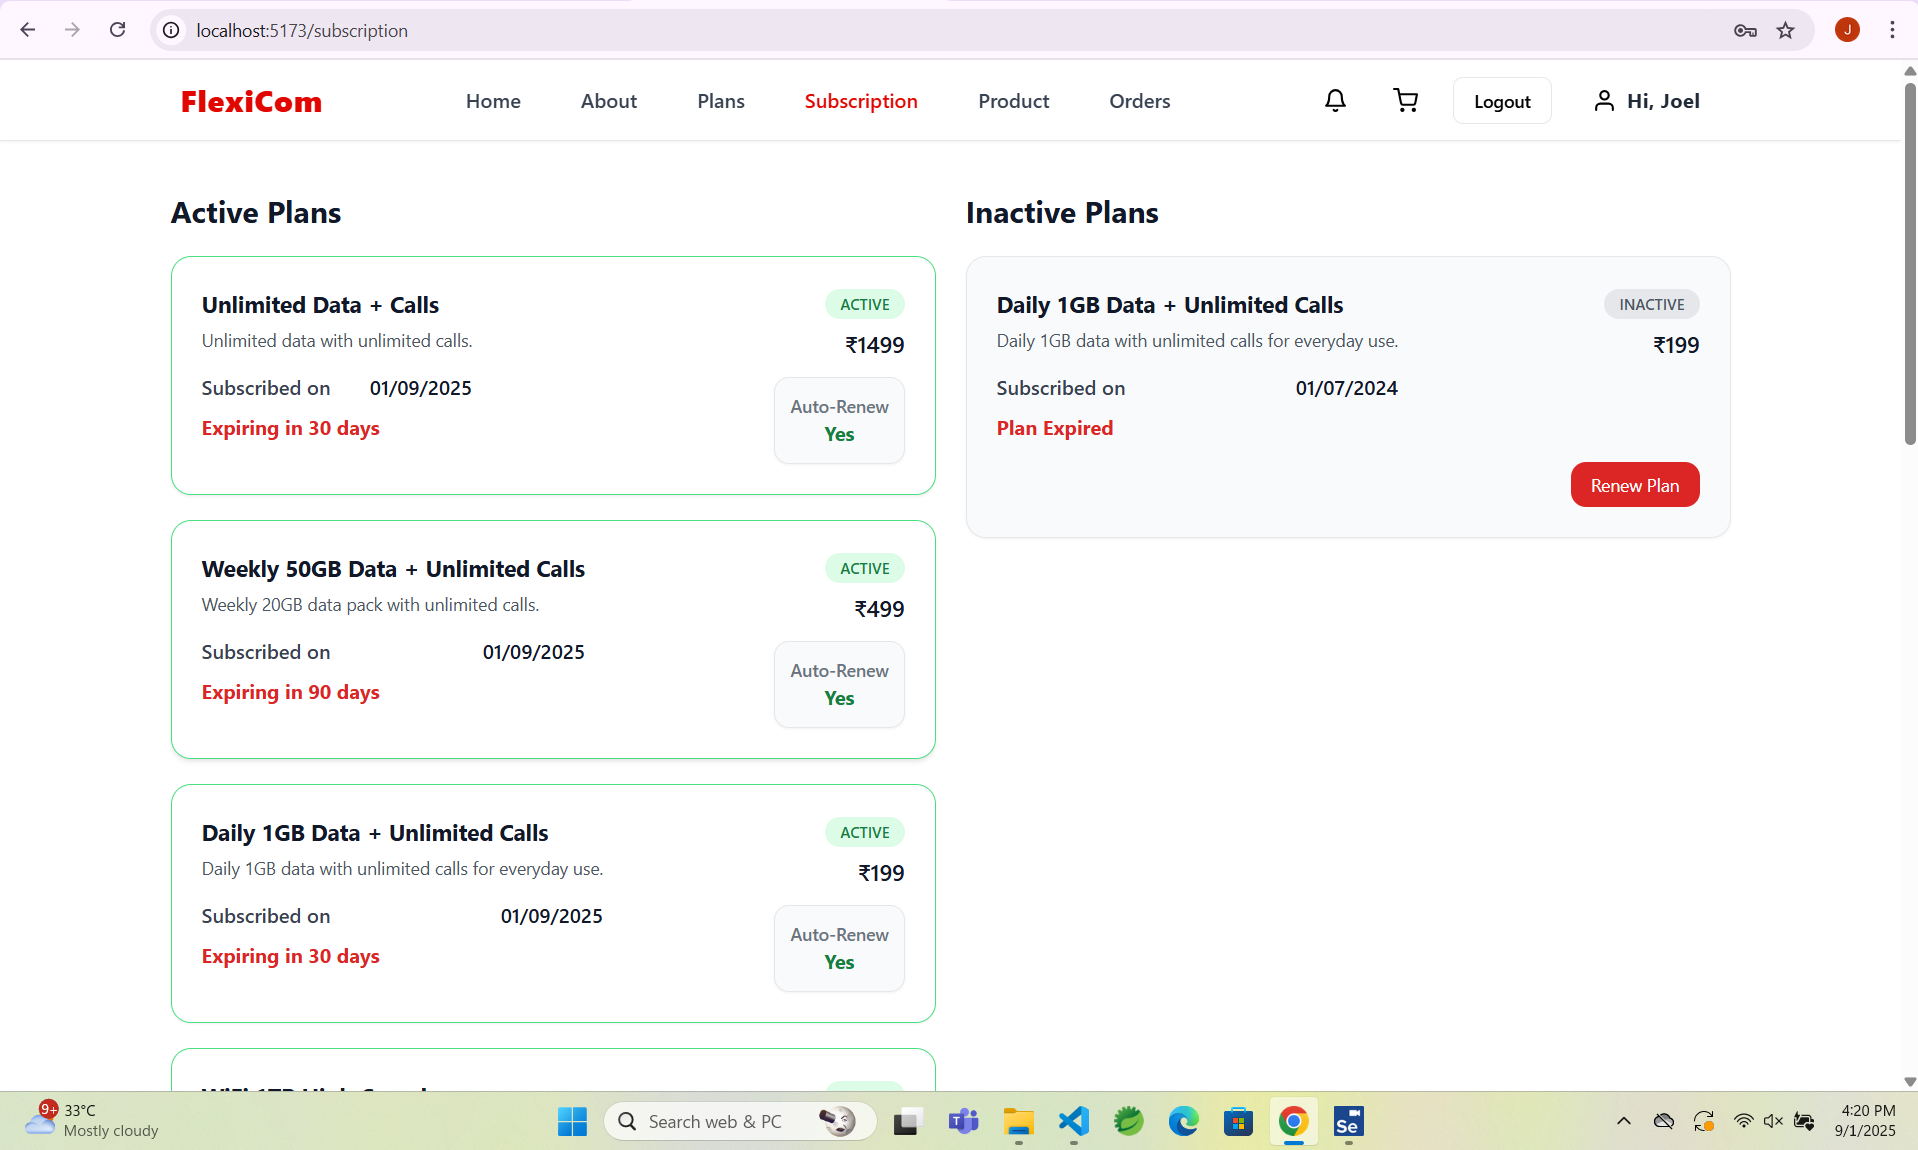 localhost:5173/subscription
J
FlexiCom
Home
About
Plans
Subscription
Product
Orders
Logout
Hi, Joel
Active Plans
Unlimited Data + Calls
ACTIVE
Unlimited data with unlimited calls.
₹1499
Subscribed on 01/09/2025
Expiring in 30 days
Auto-Renew
Yes
Weekly 50GB Data + Unlimited Calls
ACTIVE
Weekly 20GB data pack with unlimited calls.
₹499
Subscribed on 01/09/2025
Expiring in 90 days
Auto-Renew
Yes
Daily 1GB Data + Unlimited Calls
ACTIVE
Daily 1GB data with unlimited calls for everyday use.
₹199
Subscribed on 01/09/2025
Expiring in 30 days
Auto-Renew
Yes
Inactive Plans
Daily 1GB Data + Unlimited Calls
INACTIVE
Daily 1GB data with unlimited calls for everyday use.
₹199
Subscribed on 01/07/2024
Plan Expired
Renew Plan
9+
33°C
Mostly cloudy
Search web & PC
Se
4:20 PM
9/1/2025